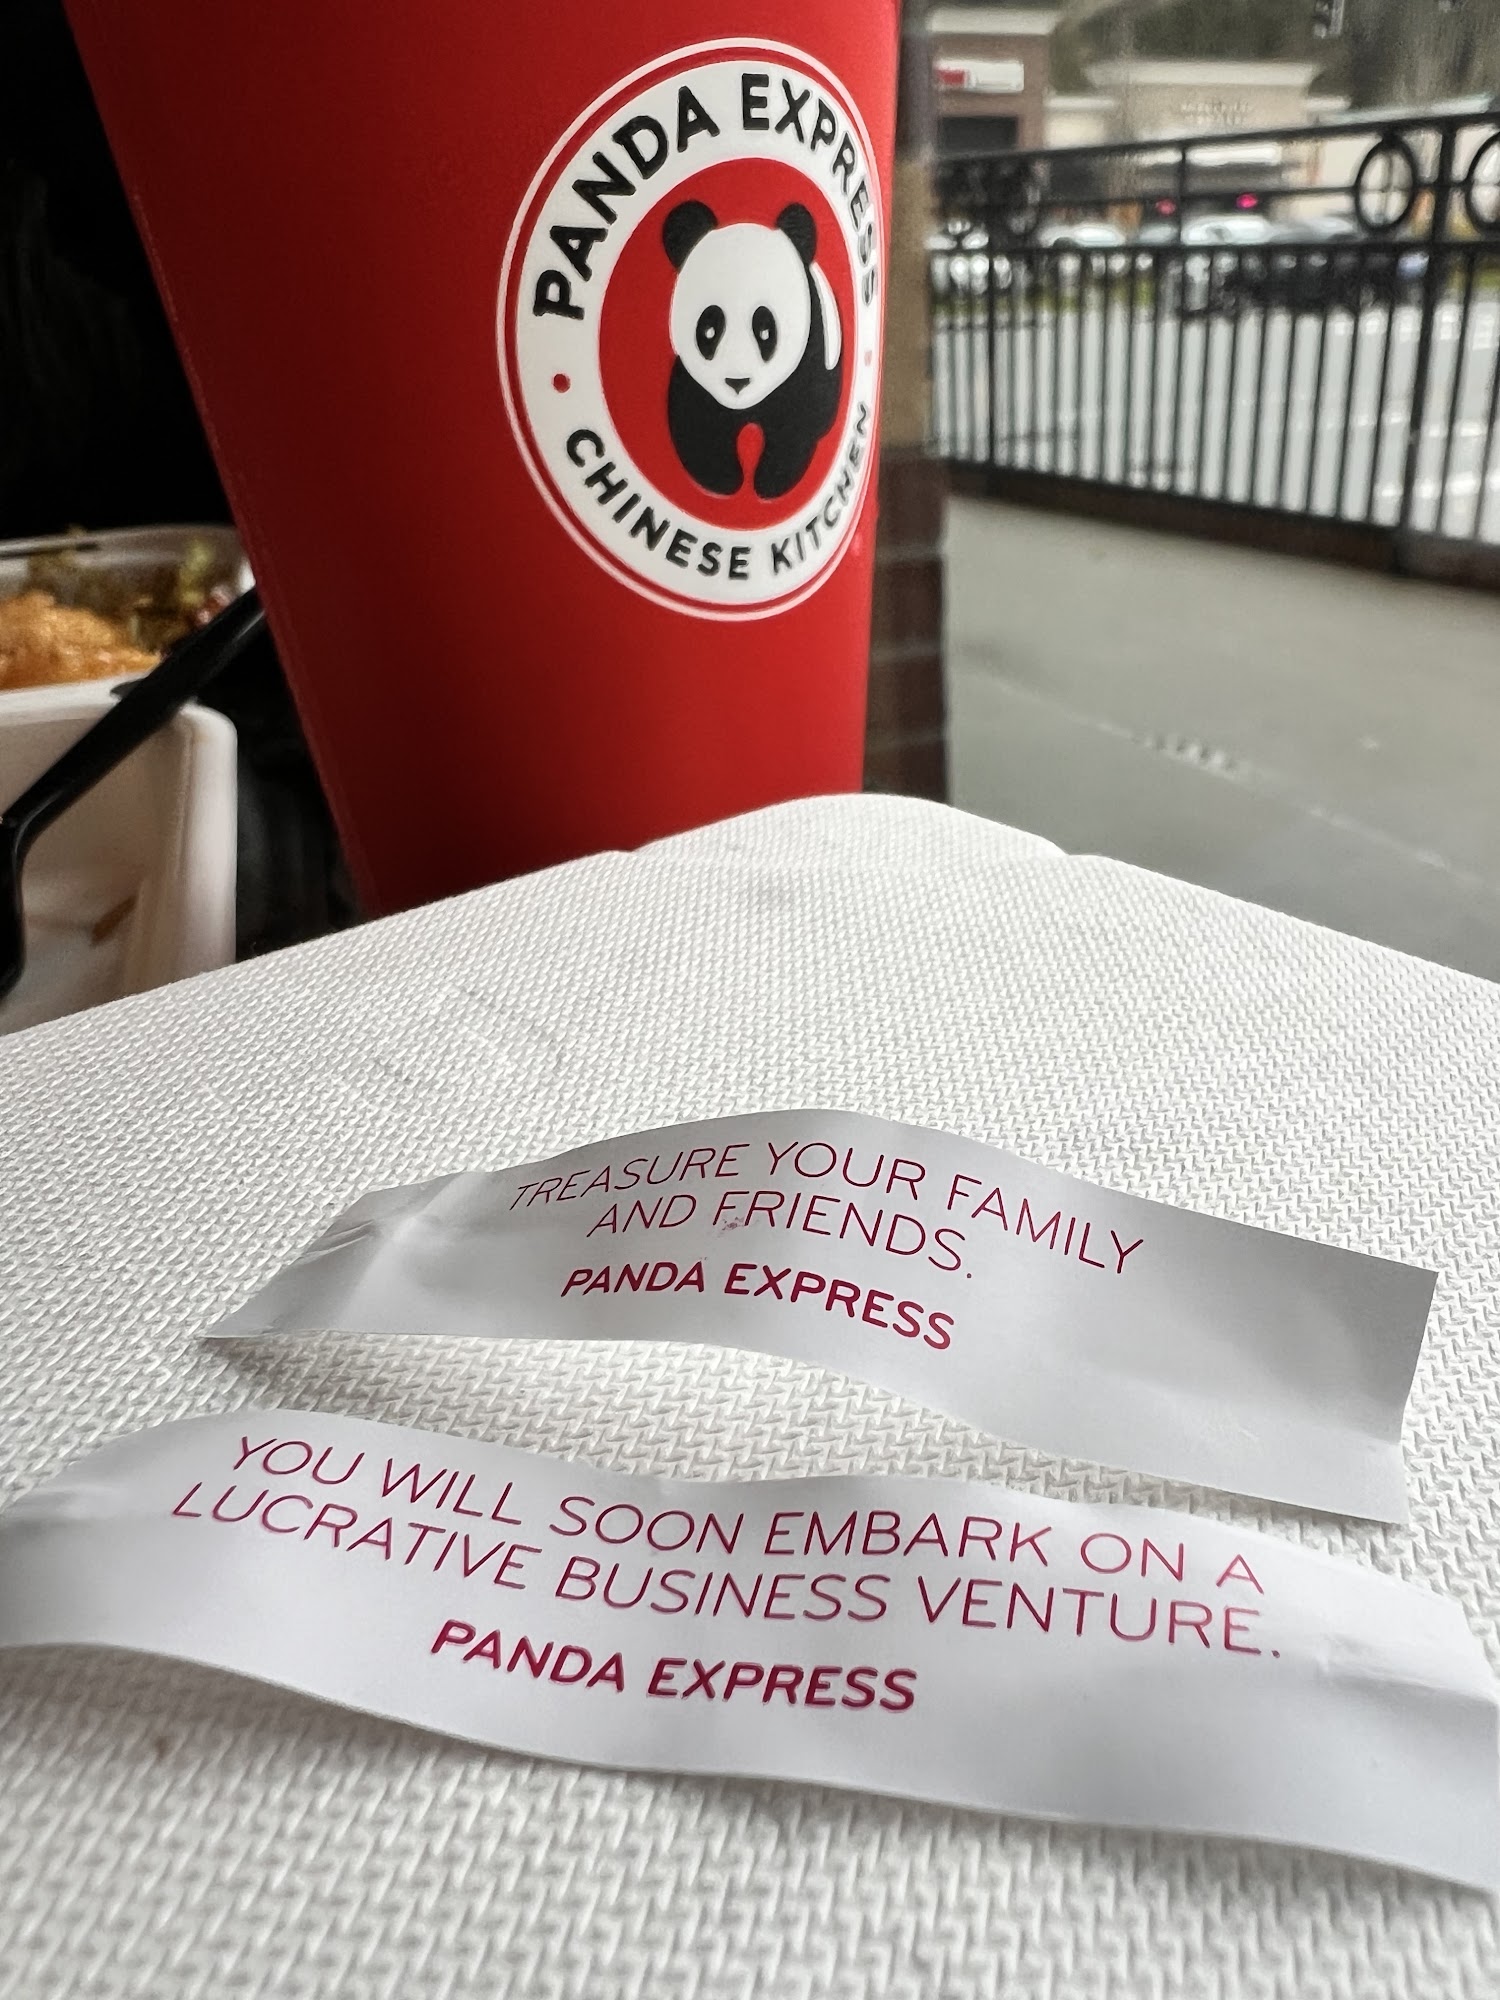 PANDA EXPRESS
CHINESE KITCHEN
TREASURE YOUR FAMILY
AND FRIENDS.
PANDA EXPRESS
YOU WILL SOON EMBARK ON A
LUCRATIVE BUSINESS VENTURE.
PANDA EXPRESS